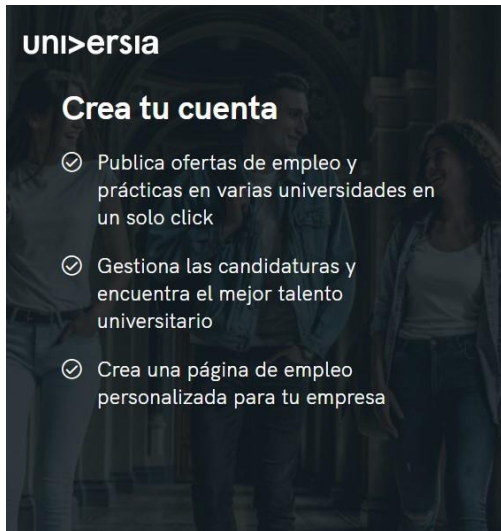 uni>ersia
Crea tu cuenta
Publica ofertas de empleo y
prácticas en varias universidades en
un solo click
Gestiona las candidaturas y
encuentra el mejor talento
universitario
Crea una página de empleo
personalizada para tu empresa